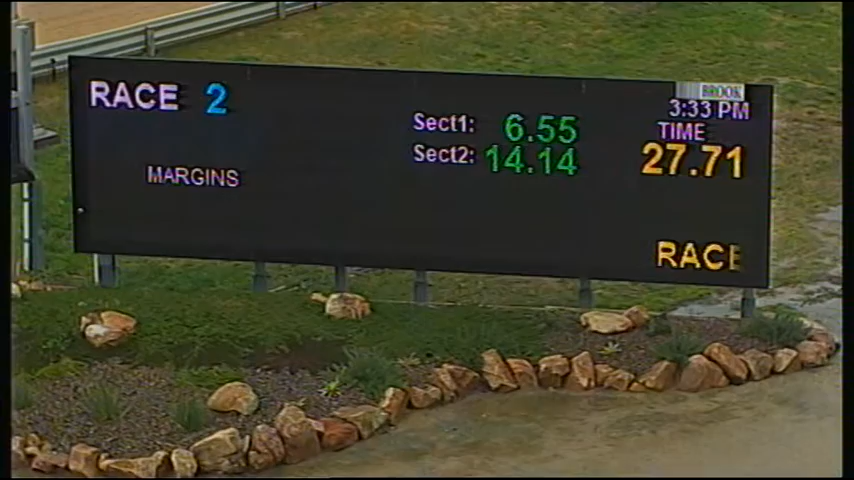 RACE 2
MARGINS
Sect1: 6.55
Sect2: 14.14
BROOK
3:33 PM
TIME
27.71
RACE